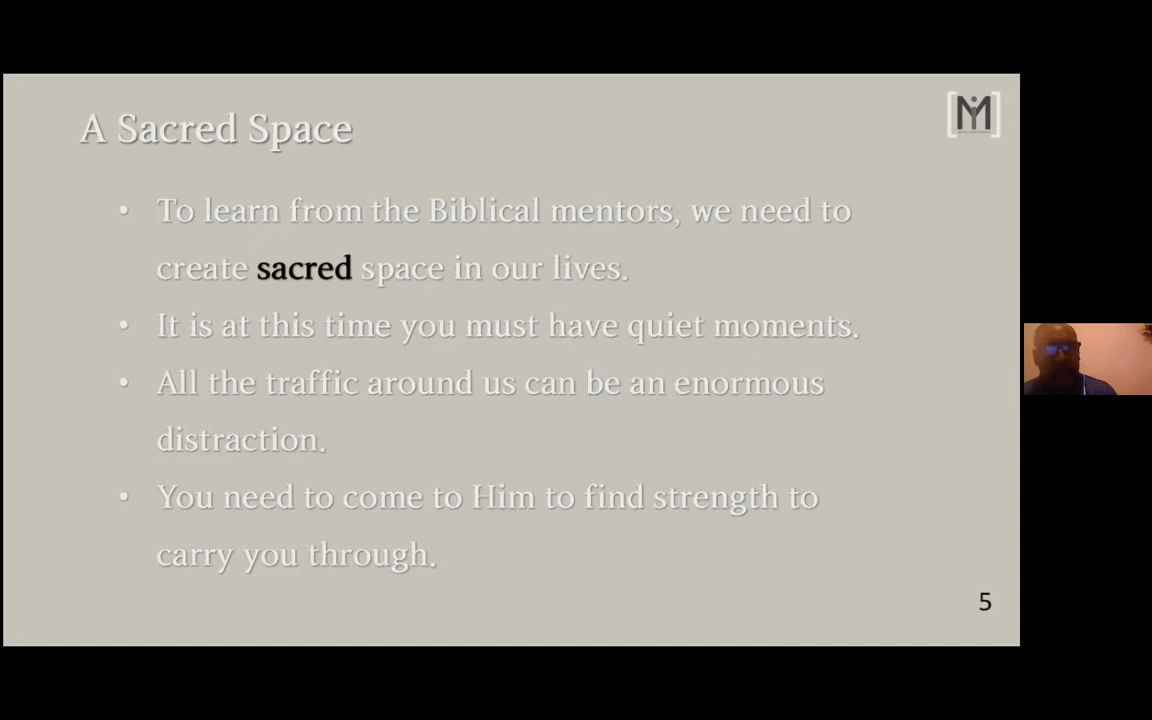 A Sacred Space
• To learn from the Biblical mentors, we need to
create sacred space in our lives.
• It is at this time you must have quiet moments.
• All the traffic around us can be an enormous
distraction.
• You need to come to Him to find strength to
carry you through.
5